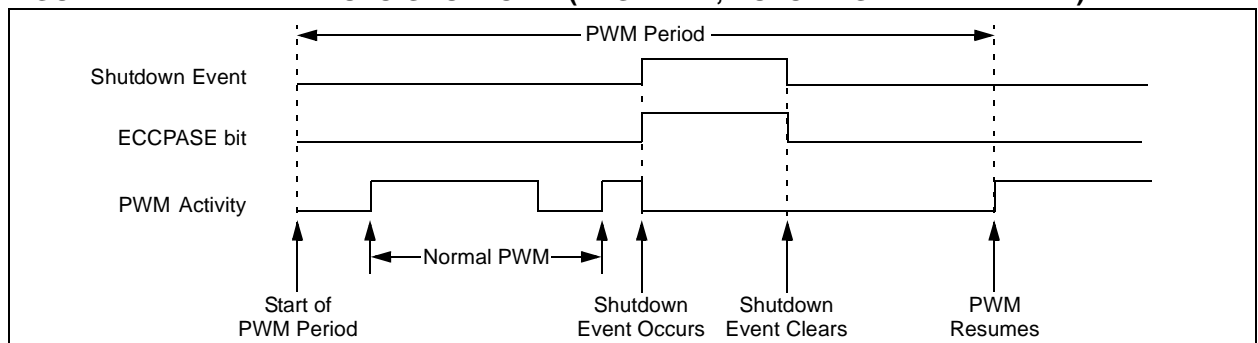 PWM Period
Shutdown Event
ECCPASE bit
PWM Activity
Normal PWM
Start of
PWM Period
Shutdown
Event Occurs
Shutdown
Event Clears
PWM
Resumes